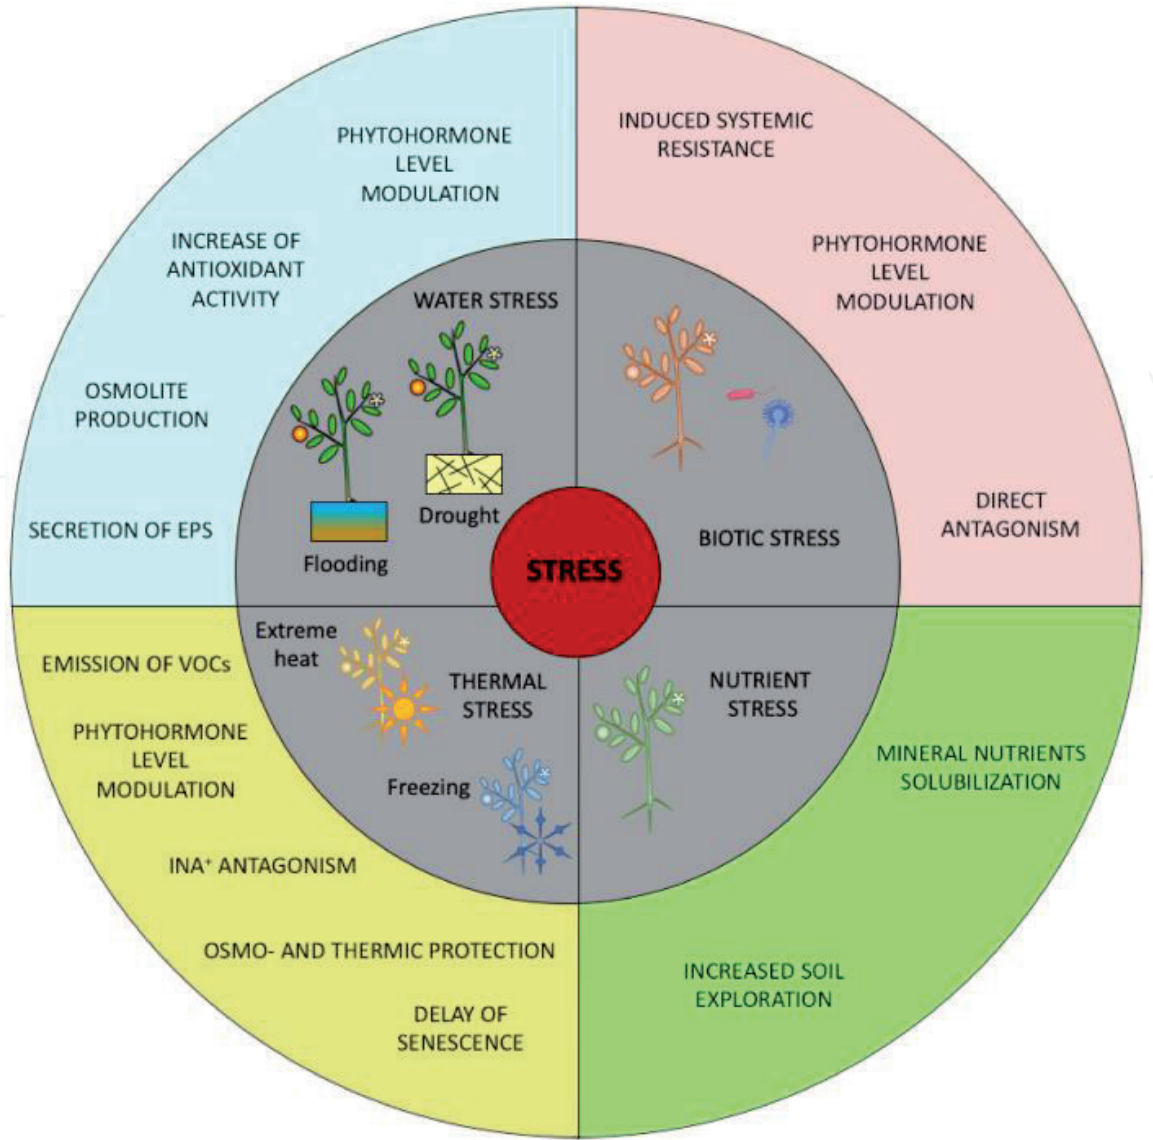 PHYTOHORMONE
LEVEL
MODULATION
INCREASE OF
ANTIOXIDANT
ACTIVITY
OSMOLITE
PRODUCTION
SECRETION OF EPS
INDUCED SYSTEMIC
RESISTANCE
PHYTOHORMONE
LEVEL
MODULATION
DIRECT
ANTAGONISM
WATER STRESS
Drought
Flooding
BIOTIC STRESS
STRESS
Extreme
heat
THERMAL
STRESS
Freezing
NUTRIENT
STRESS
EMISSION OF VOCs
PHYTOHORMONE
LEVEL
MODULATION
INA⁺ ANTAGONISM
OSMO- AND THERMIC PROTECTION
DELAY OF
SENESCENCE
MINERAL NUTRIENTS
SOLUBILIZATION
INCREASED SOIL
EXPLORATION